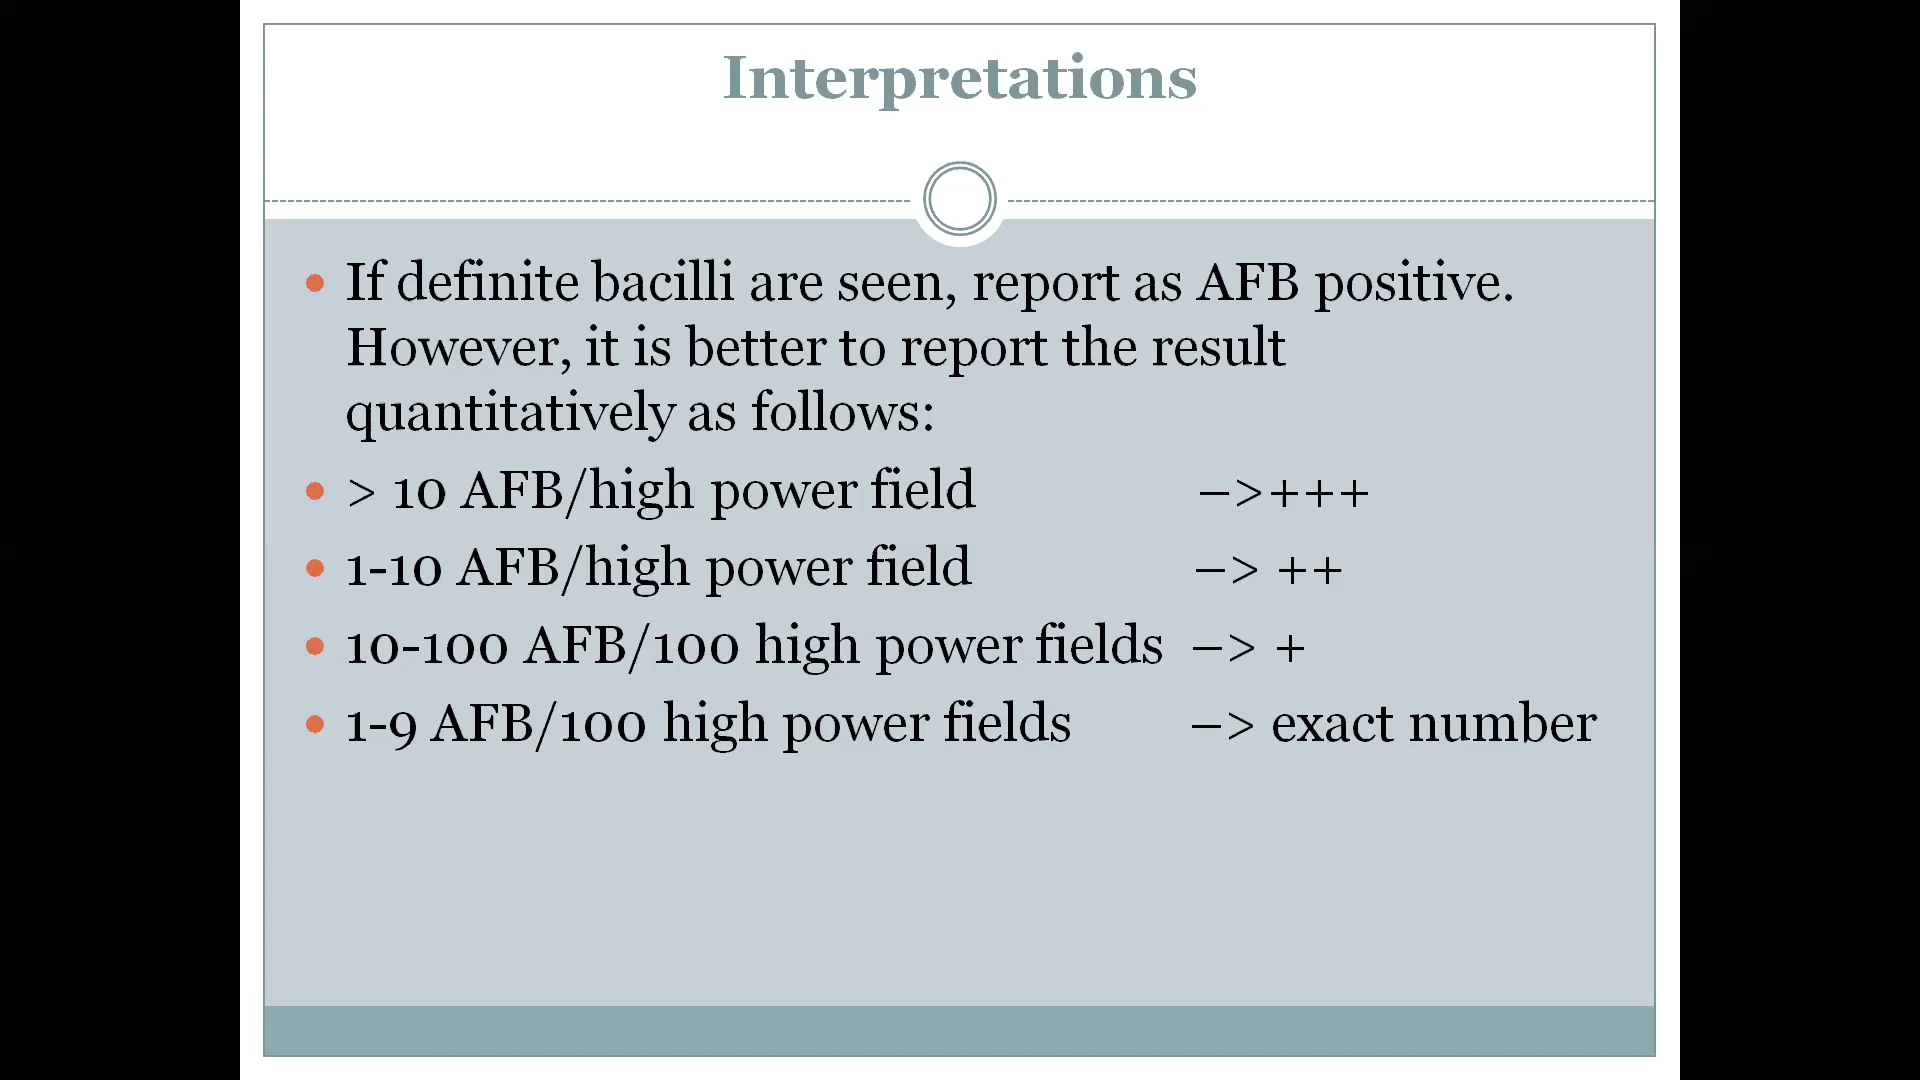 Interpretations
If definite bacilli are seen, report as AFB positive.
However, it is better to report the result
quantitatively as follows:
> 10 AFB/high power field –>+++
1-10 AFB/high power field –> ++
10-100 AFB/100 high power fields –> +
1-9 AFB/100 high power fields –> exact number